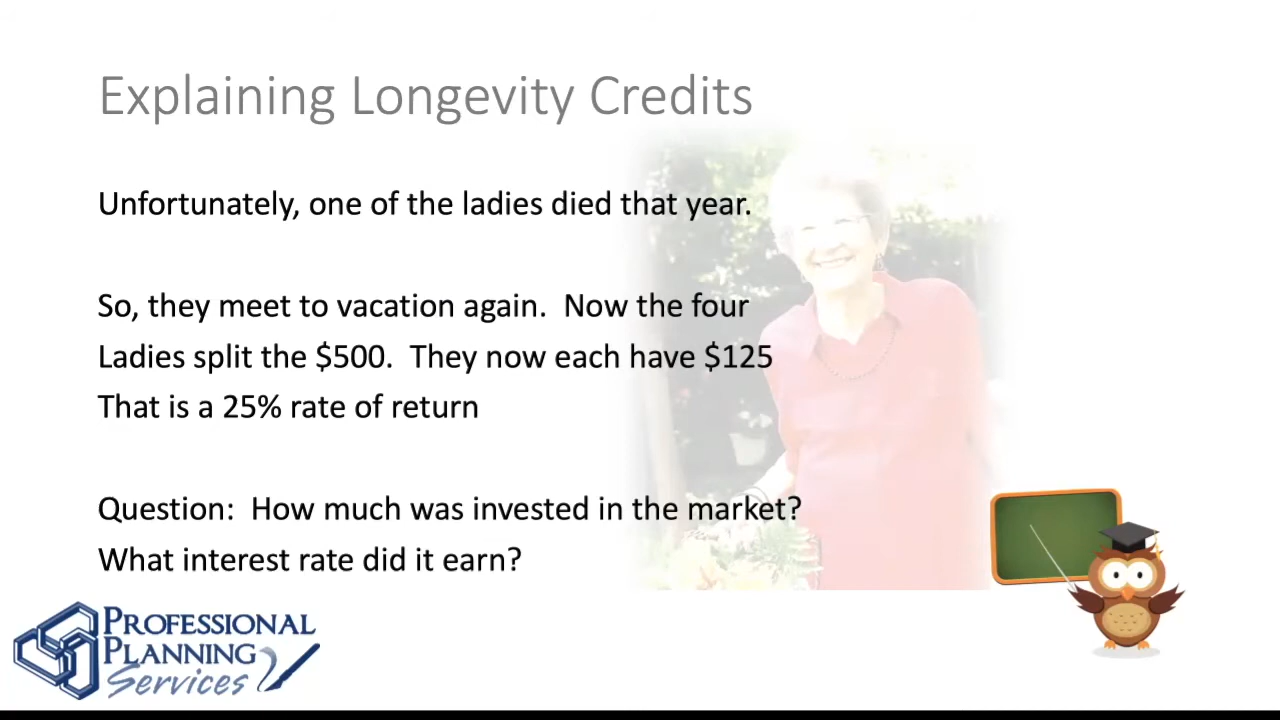 Explaining Longevity Credits
Unfortunately, one of the ladies died that year.
So, they meet to vacation again.  Now the four
Ladies split the $500.  They now each have $125
That is a 25% rate of return
Question:  How much was invested in the market?
What interest rate did it earn?
PROFESSIONAL
PLANNING
Services